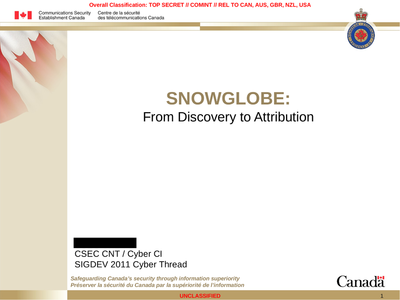 Overall Classification: TOP SECRET // COMINT // REL TO CAN, AUS, GBR, NZL, USA
Communications Security Establishment Canada
Centre de la sécurité des télécommunications Canada
SNOWGLOBE:
From Discovery to Attribution
CSEC CNT / Cyber CI
SIGDEV 2011 Cyber Thread
Safeguarding Canada's security through information superiority
Préserver la sécurité du Canada par la supériorité de l'information
Canada
UNCLASSIFIED
1